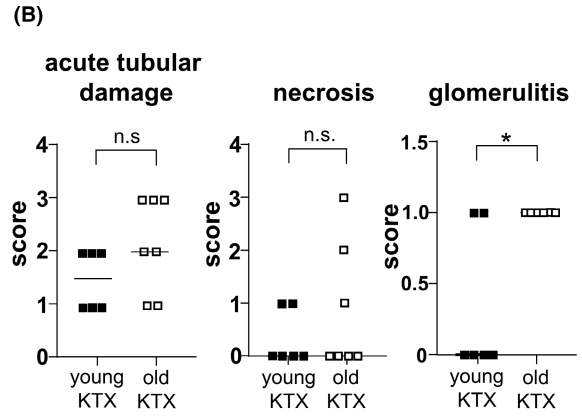 (B)
acute tubular
damage
necrosis
glomerulitis
score
4
3
2
1
0
n.s
young
KTX
old
KTX
score
4
3
2
1
0
n.s.
young
KTX
old
KTX
score
1.5
1.0
0.5
0
*
young
KTX
old
KTX